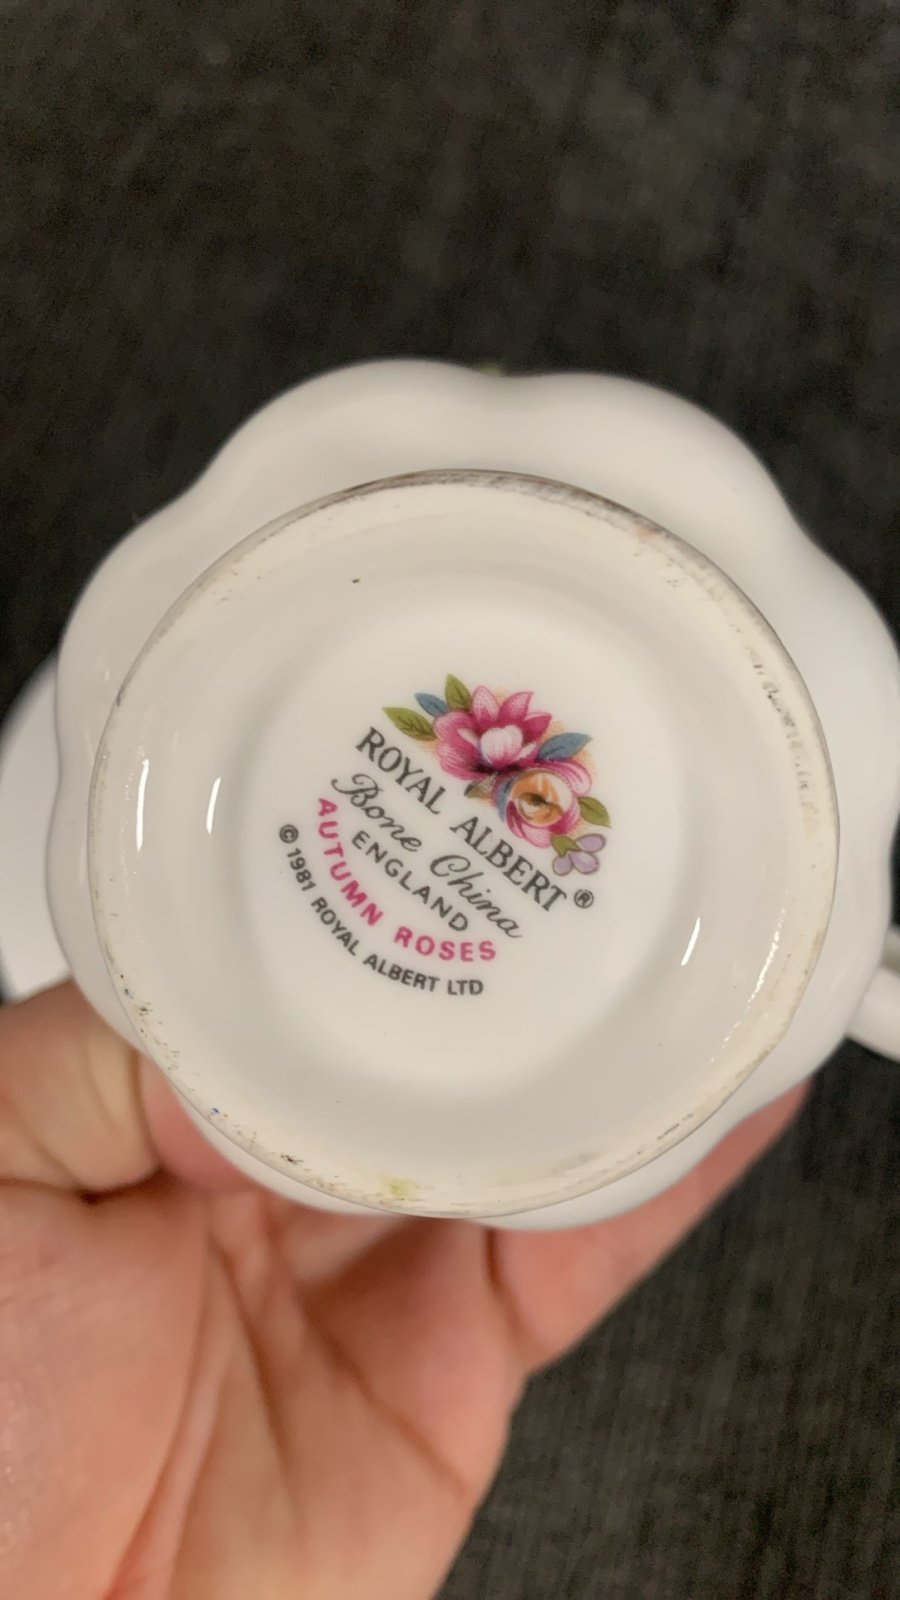 ROYAL ALBERT®
Bone China
ENGLAND
AUTUMN ROSES
©1981 ROYAL ALBERT LTD